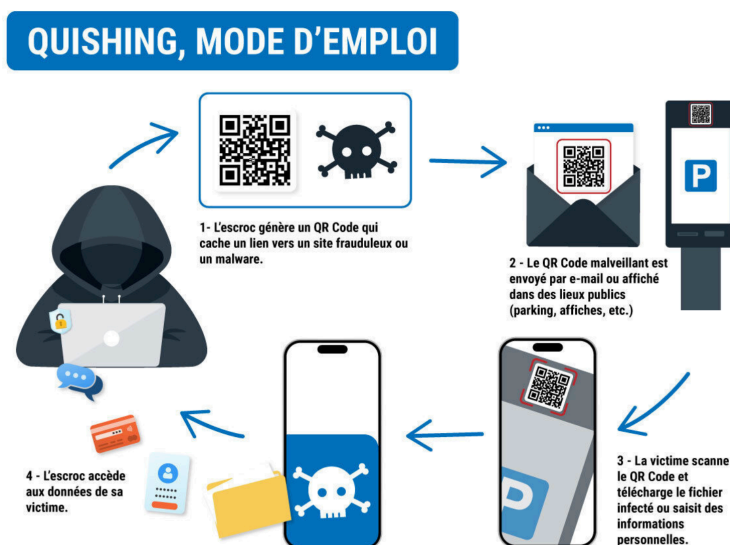 QUISHING, MODE D'EMPLOI
1- L'escroc génère un QR Code qui
cache un lien vers un site frauduleux ou
un malware.
P
2 - Le QR Code malveillant est
envoyé par e-mail ou affiché
dans des lieux publics
(parking, affiches, etc.)
P
3 - La victime scanne
le QR Code et
télécharge le fichier
infecté ou saisit des
informations
personnelles.
4 - L'escroc accède
aux données de sa
victime.